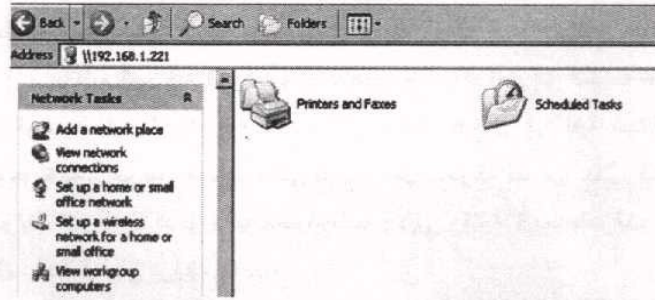 Back Search Folders
Address \\192.168.1.221
Network Tasks
Add a network place
View network
connections
Set up a home or small
office network
Set up a wireless
network for a home or
small office
View workgroup
computers
Printers and Faxes
Scheduled Tasks